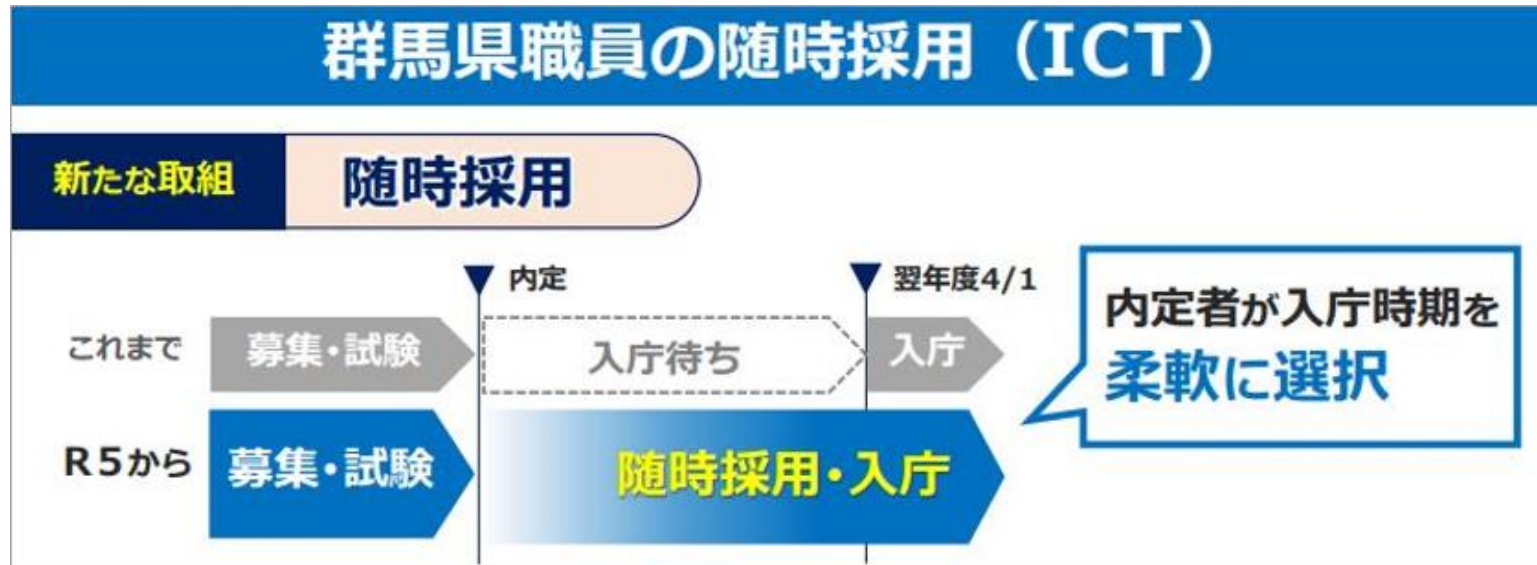 群馬県職員の随時採用（ICT）
新たな取組
随時採用
内定
翌年度4/1
これまで
募集・試験
入庁待ち
入庁
内定者が入庁時期を
柔軟に選択
R5から
募集・試験
随時採用・入庁